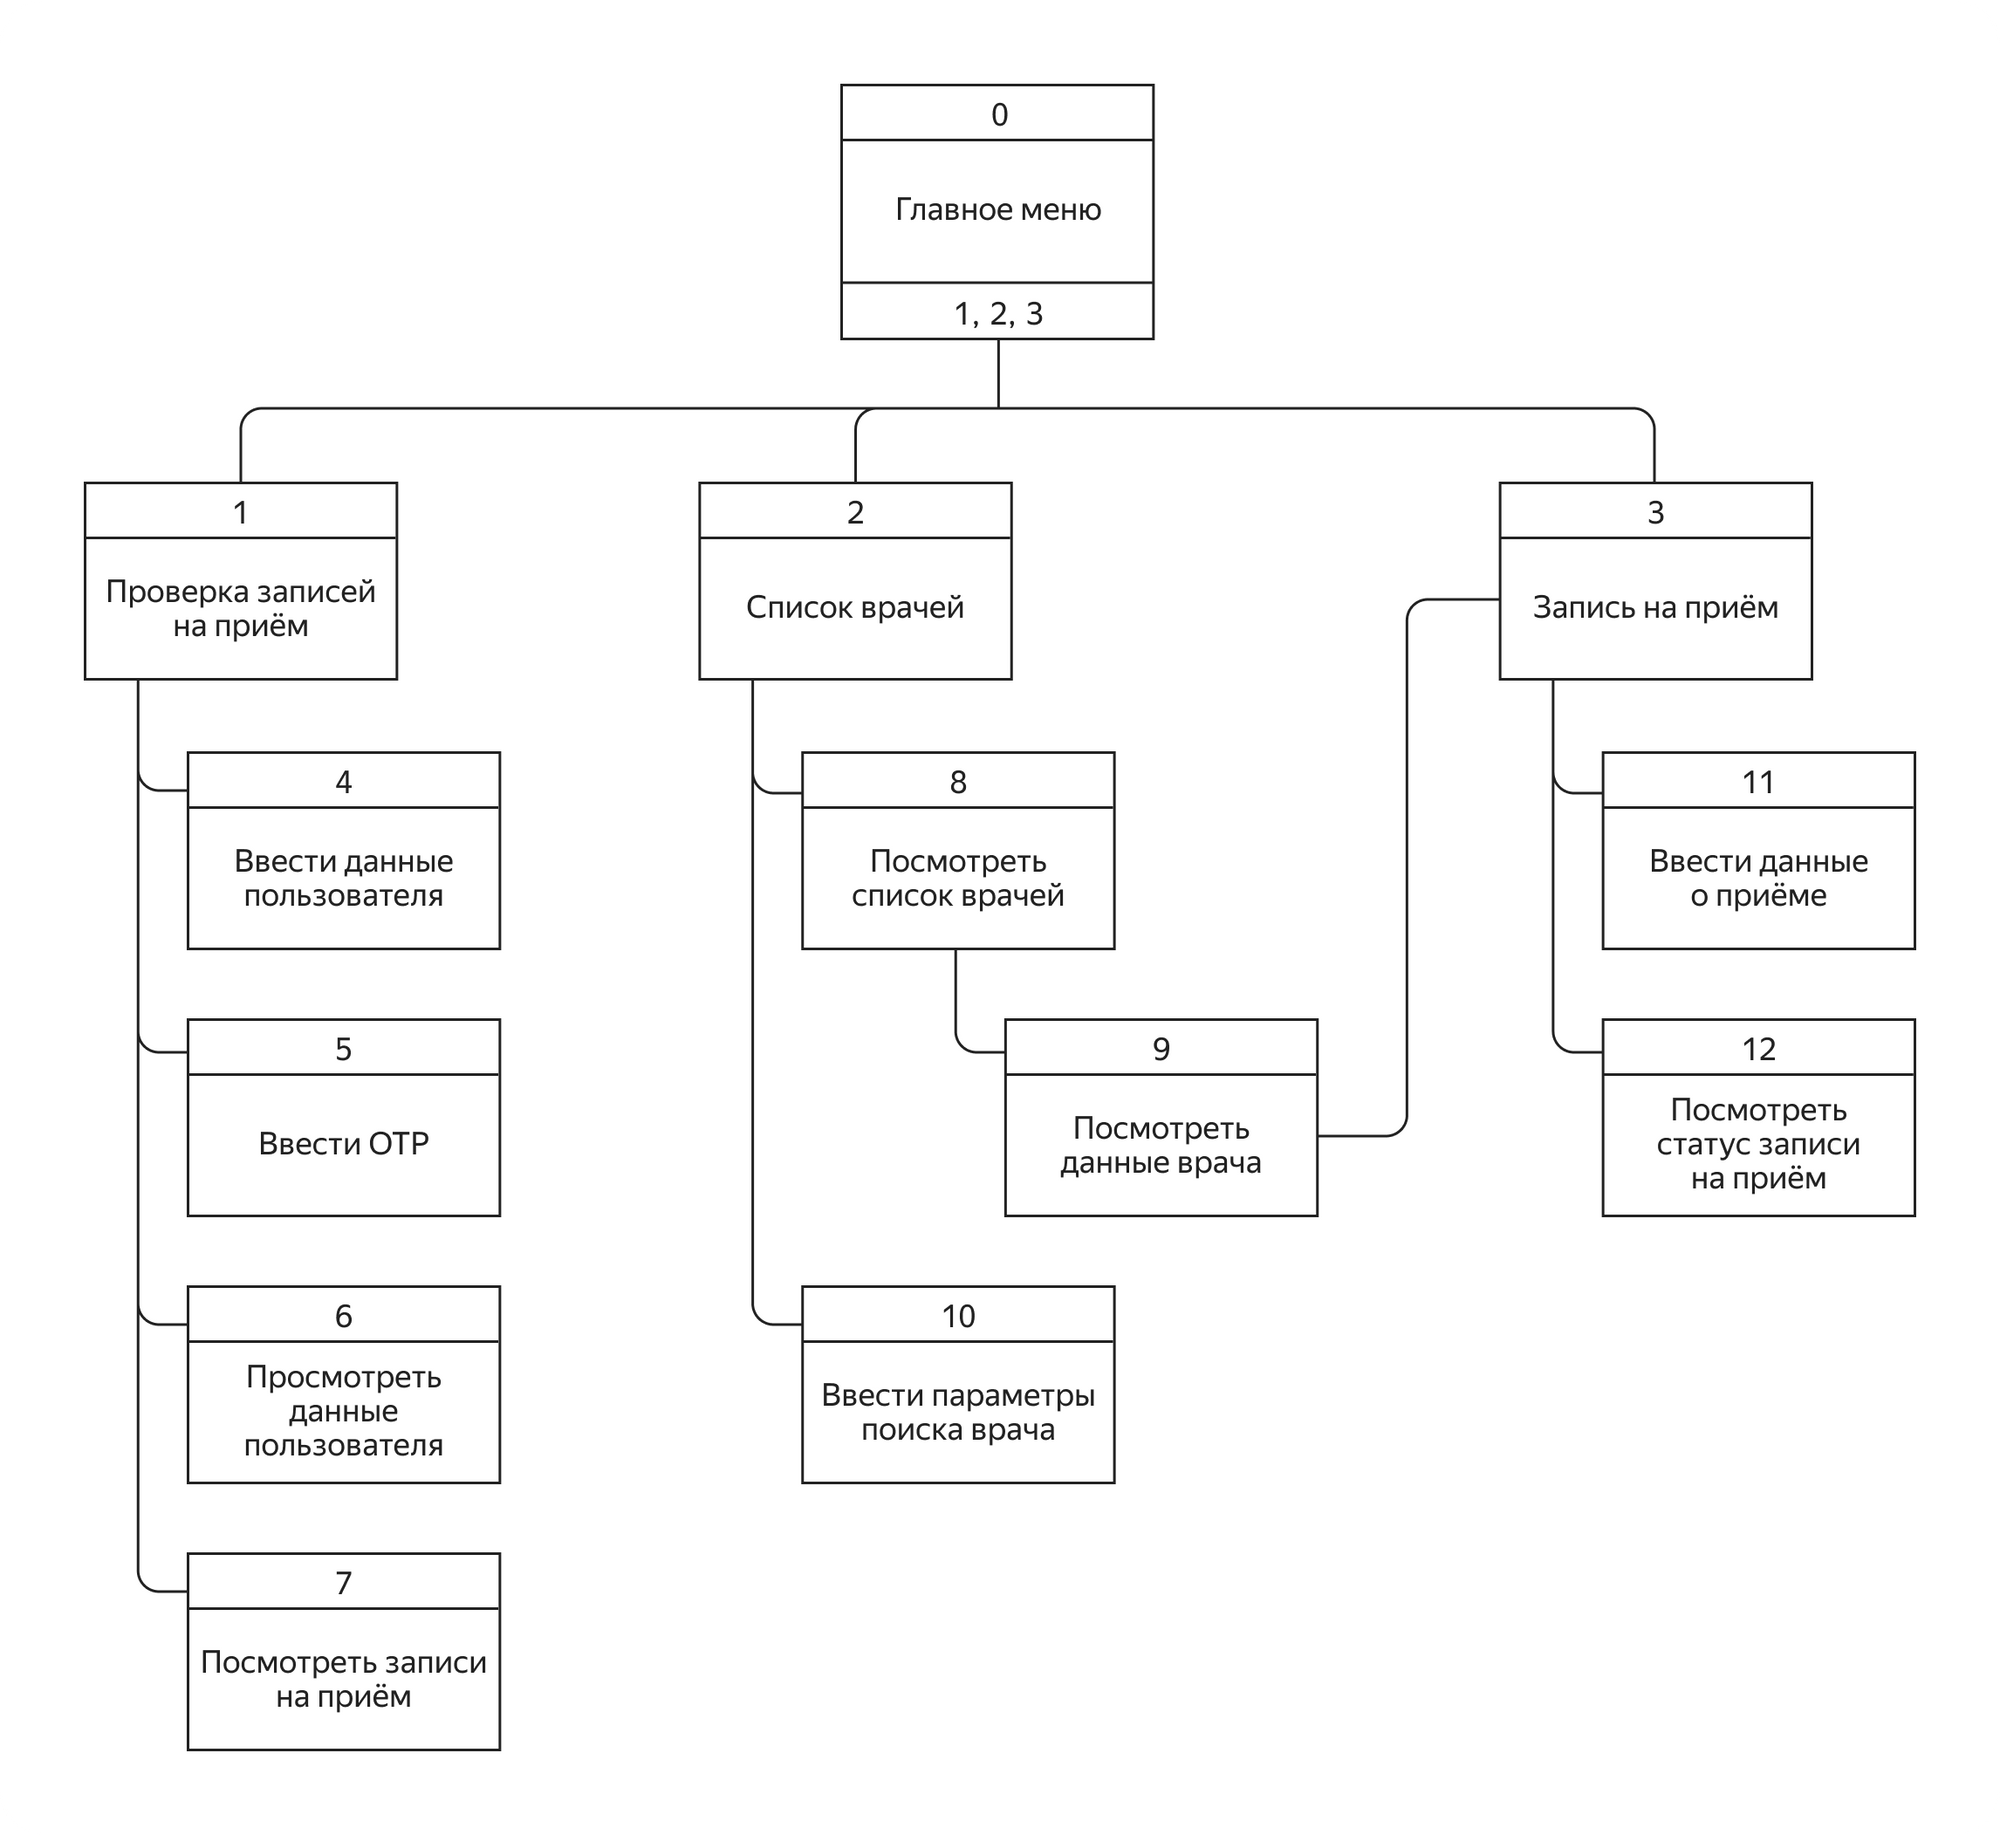 0
Главное меню
1, 2, 3
1
Проверка записей
на приём
2
Список врачей
3
Запись на приём
4
Ввести данные
пользователя
5
Ввести OTP
6
Просмотреть
данные
пользователя
7
Посмотреть записи
на приём
8
Посмотреть
список врачей
9
Посмотреть
данные врача
10
Ввести параметры
поиска врача
11
Ввести данные
о приёме
12
Посмотреть
статус записи
на приём